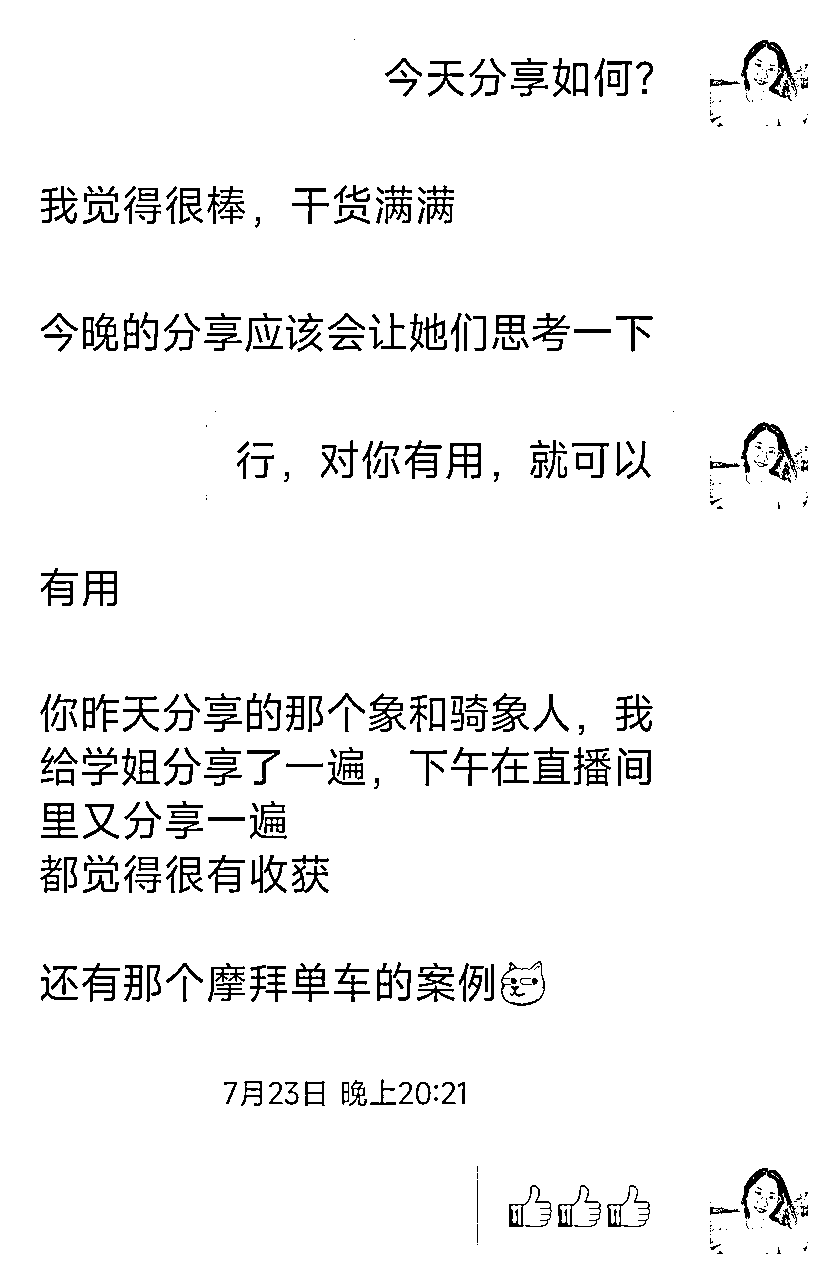 今天分享如何？
我觉得很棒，干货满满
今晚的分享应该会让她们思考一下
行，对你有用，就可以
有用
你昨天分享的那个象和骑象人，我
给学姐分享了一遍，下午在直播间
里又分享一遍
都觉得很有收获
还有那个摩拜单车的案例
7月23日 晚上20:21